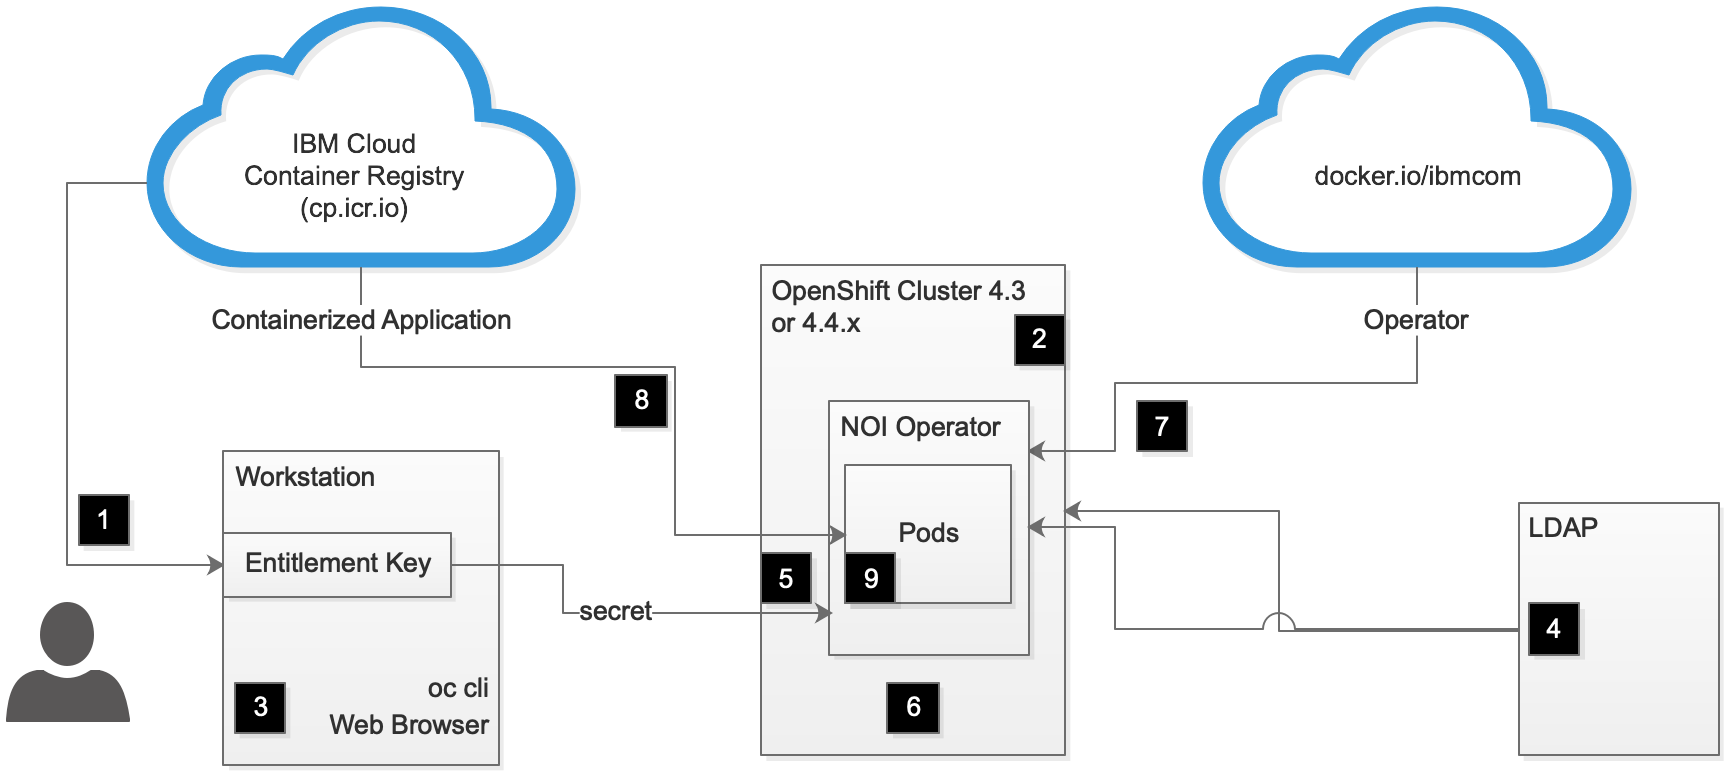 IBM Cloud
Container Registry
(cp.icr.io)
docker.io/ibmcom
Containerized Application
Operator
OpenShift Cluster 4.3
or 4.4.x
2
8
7
NOI Operator
Workstation
1
Entitlement Key
Pods
LDAP
5
9
secret
4
3
oc cli
Web Browser
6